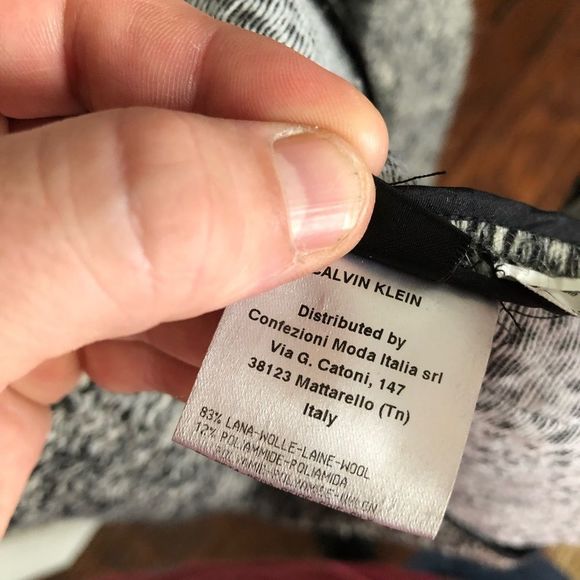 CALVIN KLEIN
Distributed by
Confezioni Moda Italia srl
Via G. Catoni, 147
38123 Mattarello (Tn)
Italy
83% LANA-WOLLE-LAINE-WOOL
12% POLYAMMIDE-POLIAMIDA